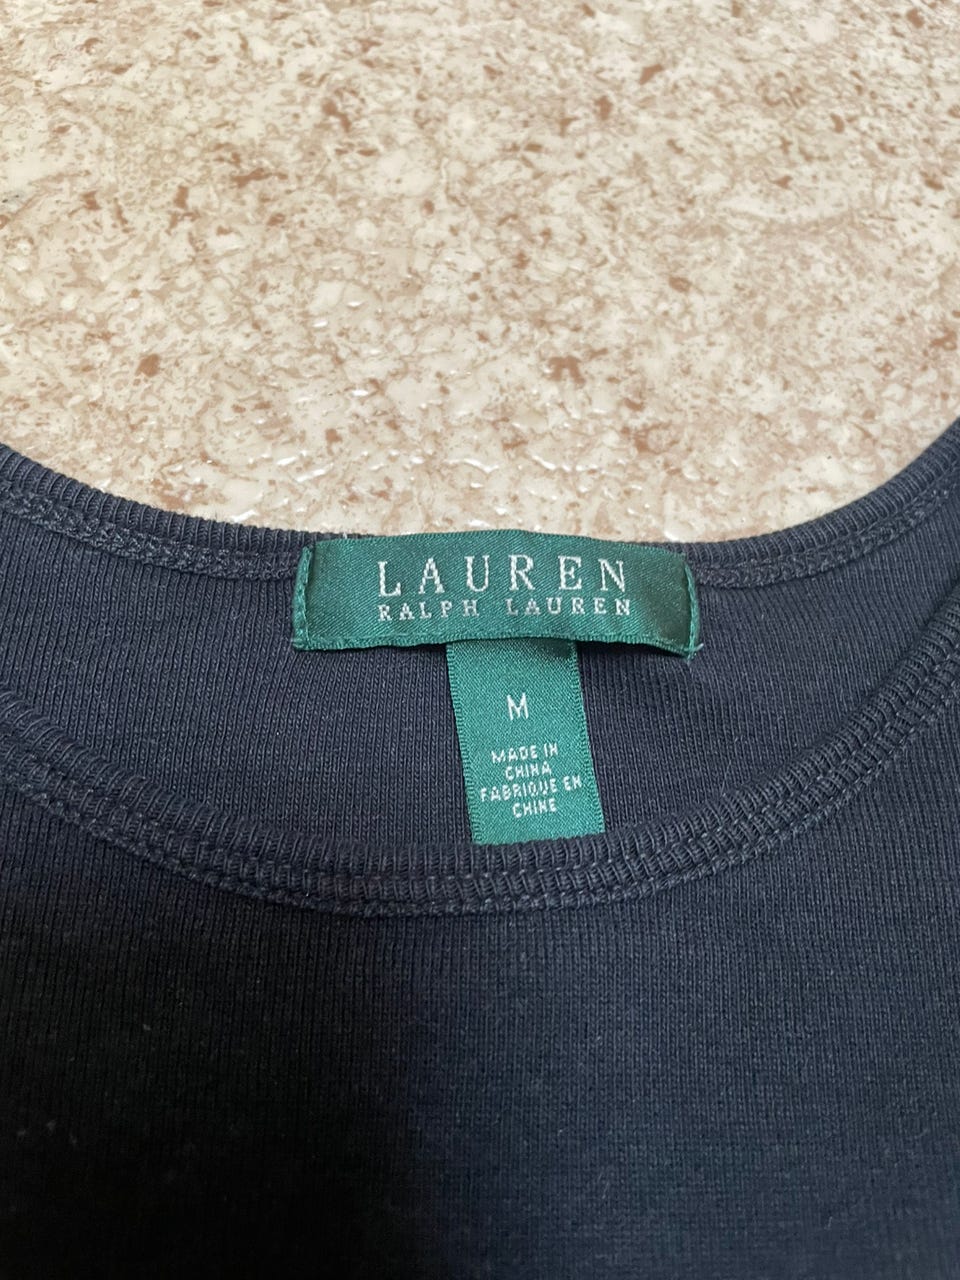 LAUREN
RALPH LAUREN
M
MADE IN
CHINA
FABRIQUE EN
CHINE